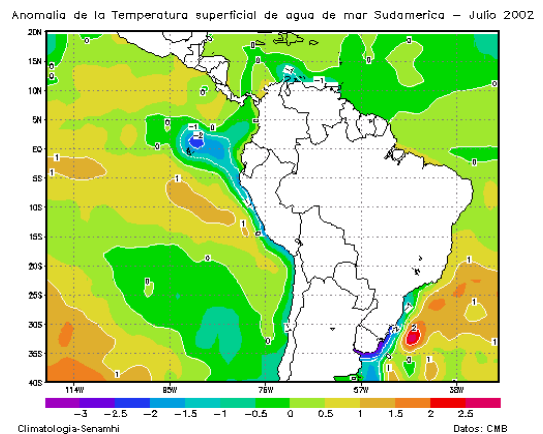 Anomalia de la Temperatura superficial de agua de mar Sudamerica – Julio 2002
20N
15N
10N
5N
EQ
5S
10S
15S
20S
25S
30S
35S
40S
114W 95W 76W 57W 38W
-3 -2.5 -2 -1.5 -1 -0.5 0 0.5 1 1.5 2 2.5
Climatologia-Senamhi Datos: CMB